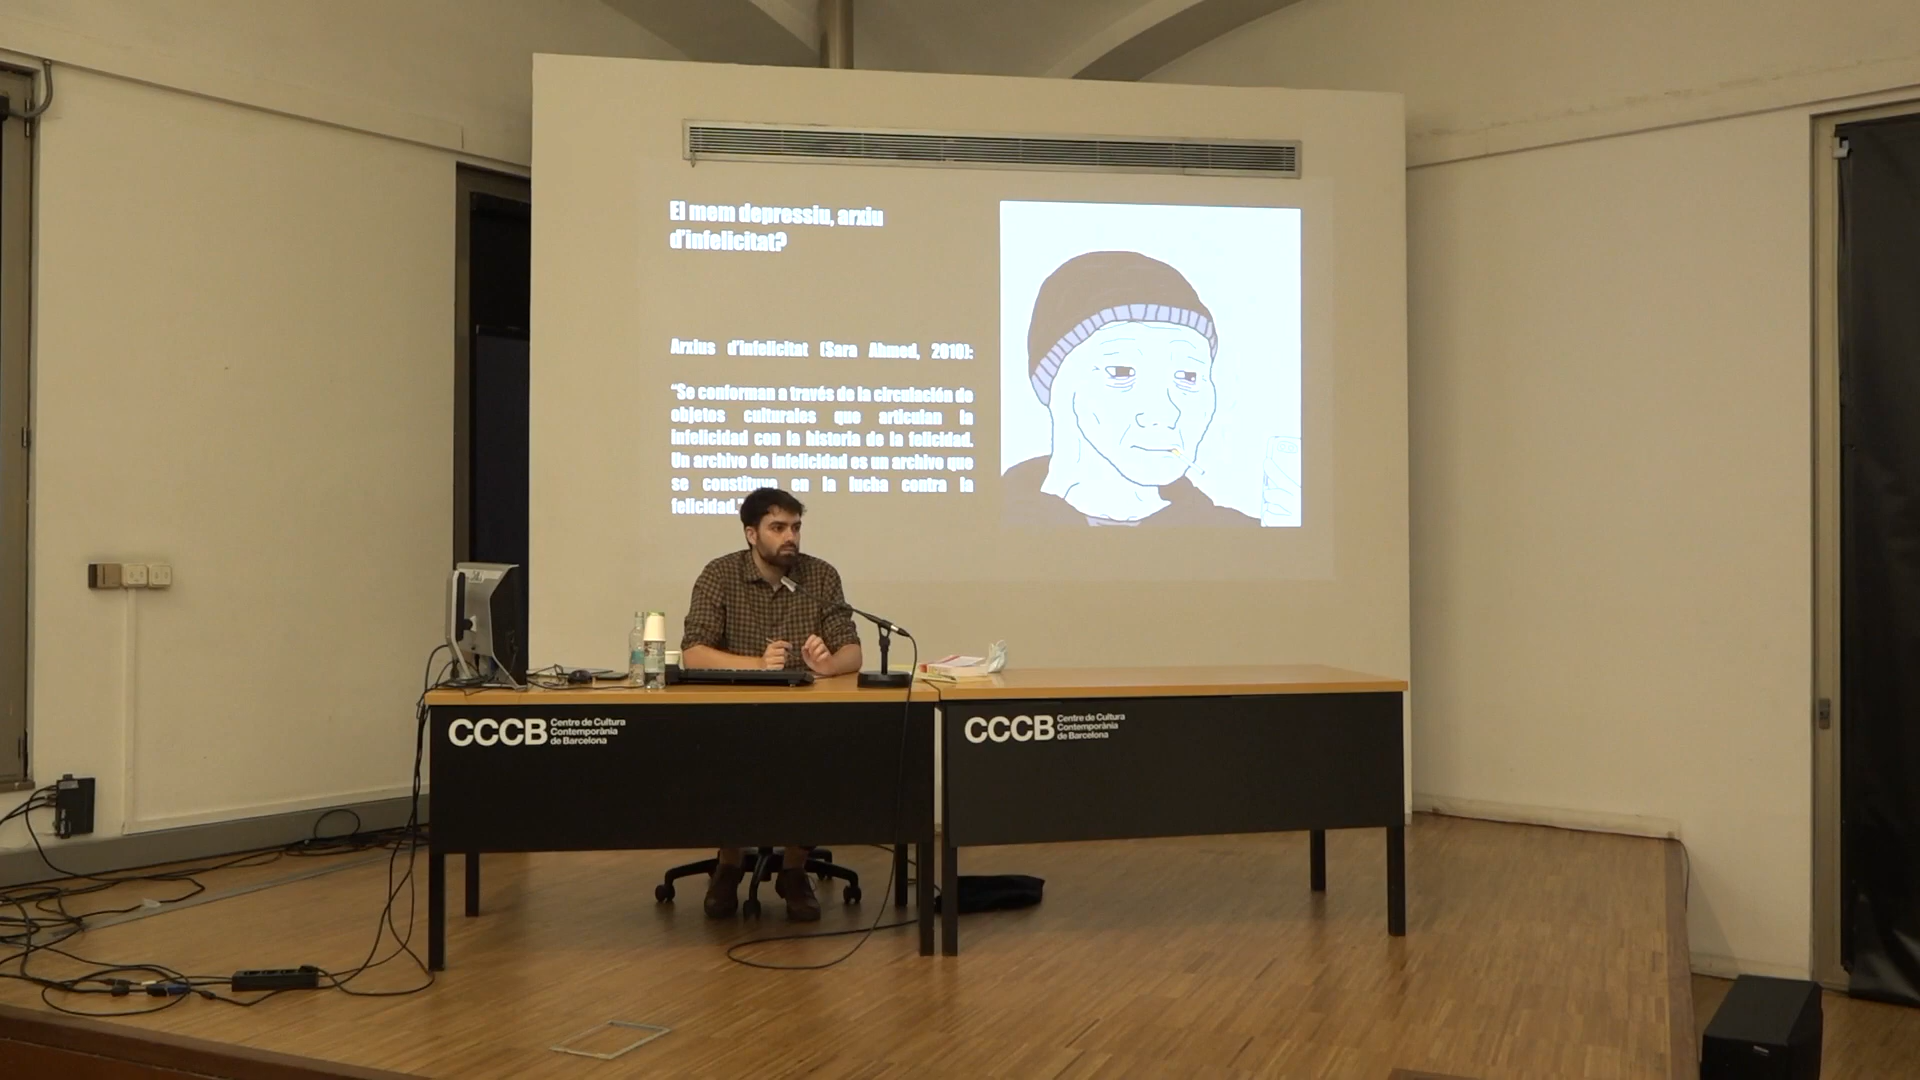 El mem depressiu, arxiu
d'infelicitat?
Arxius d'infelicitat (Sara Ahmed, 2010):
"Se conforman a través de la circulación de
objetos culturales que articulan la
infelicidad con la historia de la felicidad.
Un archivo de infelicidad es un archivo que
se constituye en la lucha contra la
felicidad."
CCCB Centre de Cultura
Contemporània
de Barcelona
CCCB Centre de Cultura
Contemporània
de Barcelona